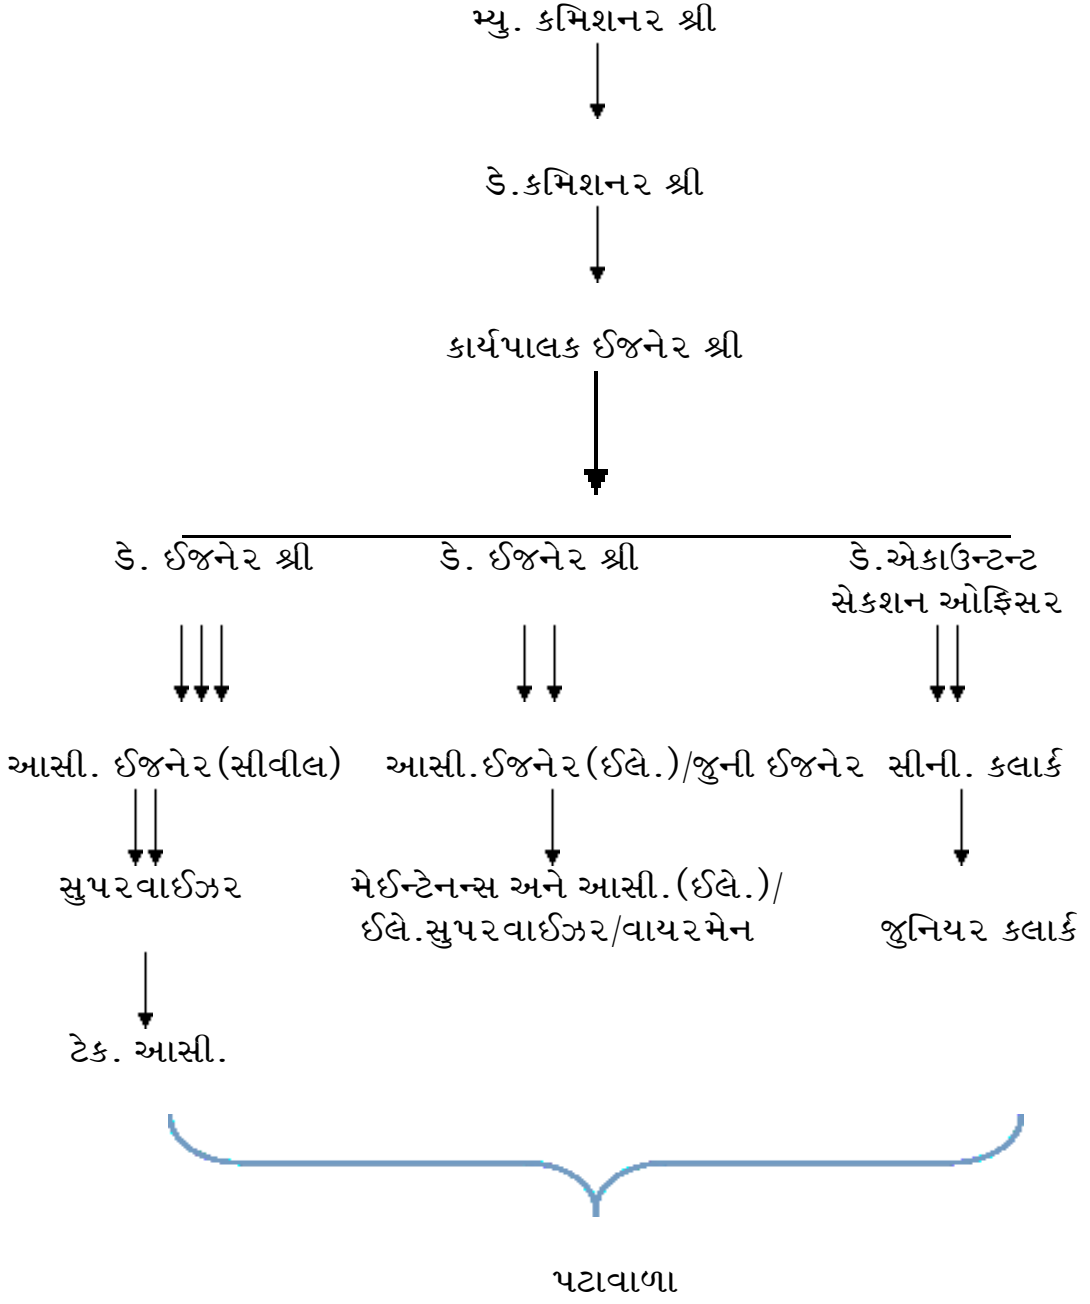 મ્યુ. કમિશનર શ્રી
ડે.કમિશનર શ્રી
કાર્યપાલક ઈજનેર શ્રી
ડે. ઈજનેર શ્રી
ડે. ઈજનેર શ્રી
ડે.એકાઉન્ટન્ટ
સેકશન ઓફિસર
આસી. ઈજનેર(સીવીલ)
આસી.ઈજનેર(ઈલે.)/જુની ઈજનેર
સીની. કલાર્ક
સુપરવાઈઝર
મેઈન્ટેનન્સ અને આસી.(ઈલે.)/
ઈલે.સુપરવાઈઝર/વાયરમેન
જુનિયર કલાર્ક
ટેક. આસી.
પટાવાળા